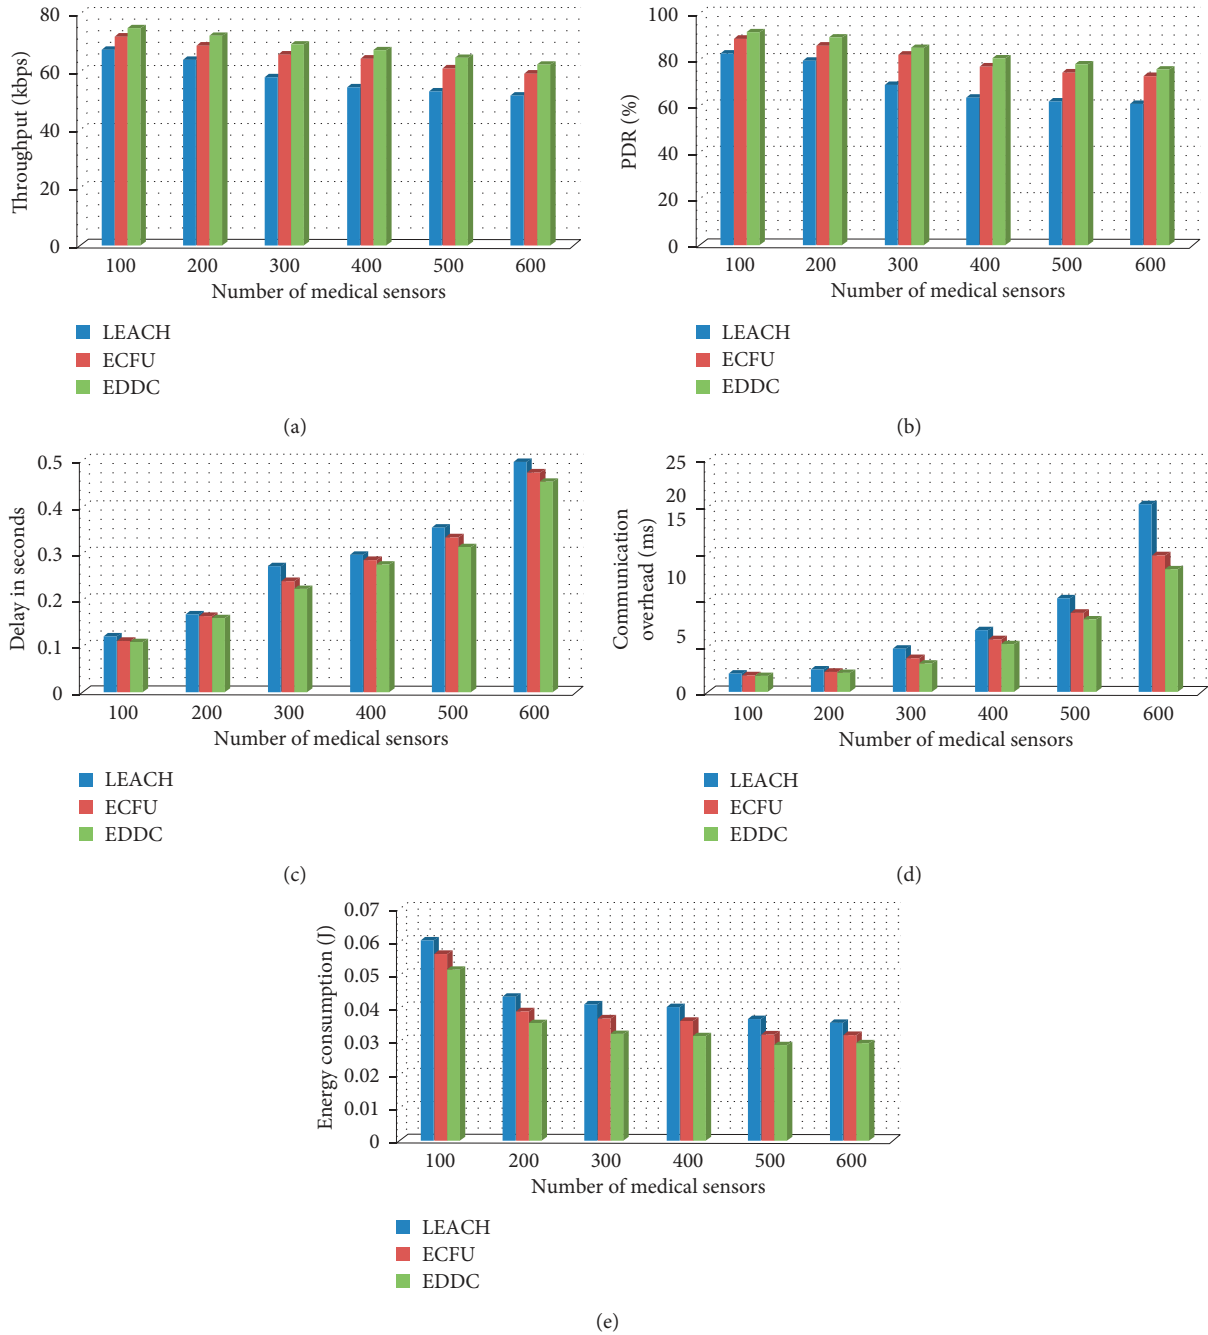 80
60
40
20
0
Throughput (kbps)
100 200 300 400 500 600
Number of medical sensors
LEACH
ECFU
EDDC
(a)
100
80
60
40
20
0
PDR (%)
100 200 300 400 500 600
Number of medical sensors
LEACH
ECFU
EDDC
(b)
0.5
0.4
0.3
0.2
0.1
0
Delay in seconds
100 200 300 400 500 600
Number of medical sensors
LEACH
ECFU
EDDC
(c)
25
20
15
10
5
0
Communication
overhead (ms)
100 200 300 400 500 600
Number of medical sensors
LEACH
ECFU
EDDC
(d)
0.07
0.06
0.05
0.04
0.03
0.02
0.01
0
Energy consumption (J)
100 200 300 400 500 600
Number of medical sensors
LEACH
ECFU
EDDC
(e)